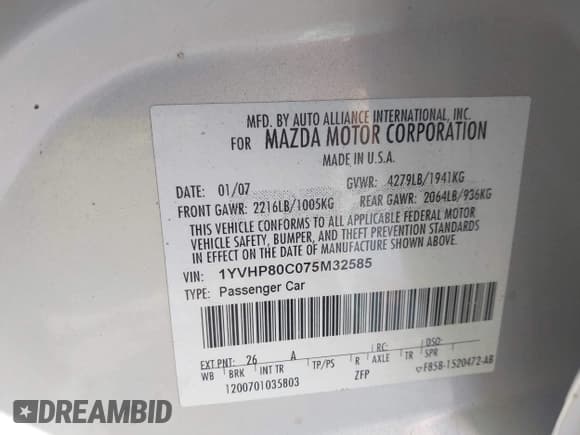 MFD. BY AUTO ALLIANCE INTERNATIONAL, INC.
FOR MAZDA MOTOR CORPORATION
MADE IN U.S.A.
DATE: 01/07 GVWR: 4279LB/1941KG
FRONT GAWR: 2216LB/1005KG REAR GAWR: 2064LB/936KG
THIS VEHICLE CONFORMS TO ALL APPLICABLE FEDERAL MOTOR
VEHICLE SAFETY, BUMPER, AND THEFT PREVENTION STANDARDS
IN EFFECT ON THE DATE OF MANUFACTURE SHOWN ABOVE.
VIN: 1YVHP80C075M32585
TYPE: Passenger Car
EXT PNT: 26 A RC: DSO:
WB BRK INT TR TP/PS R AXLE TR SPR
1200701035803 ZFP F85B-1520472-AB
DREAMBID